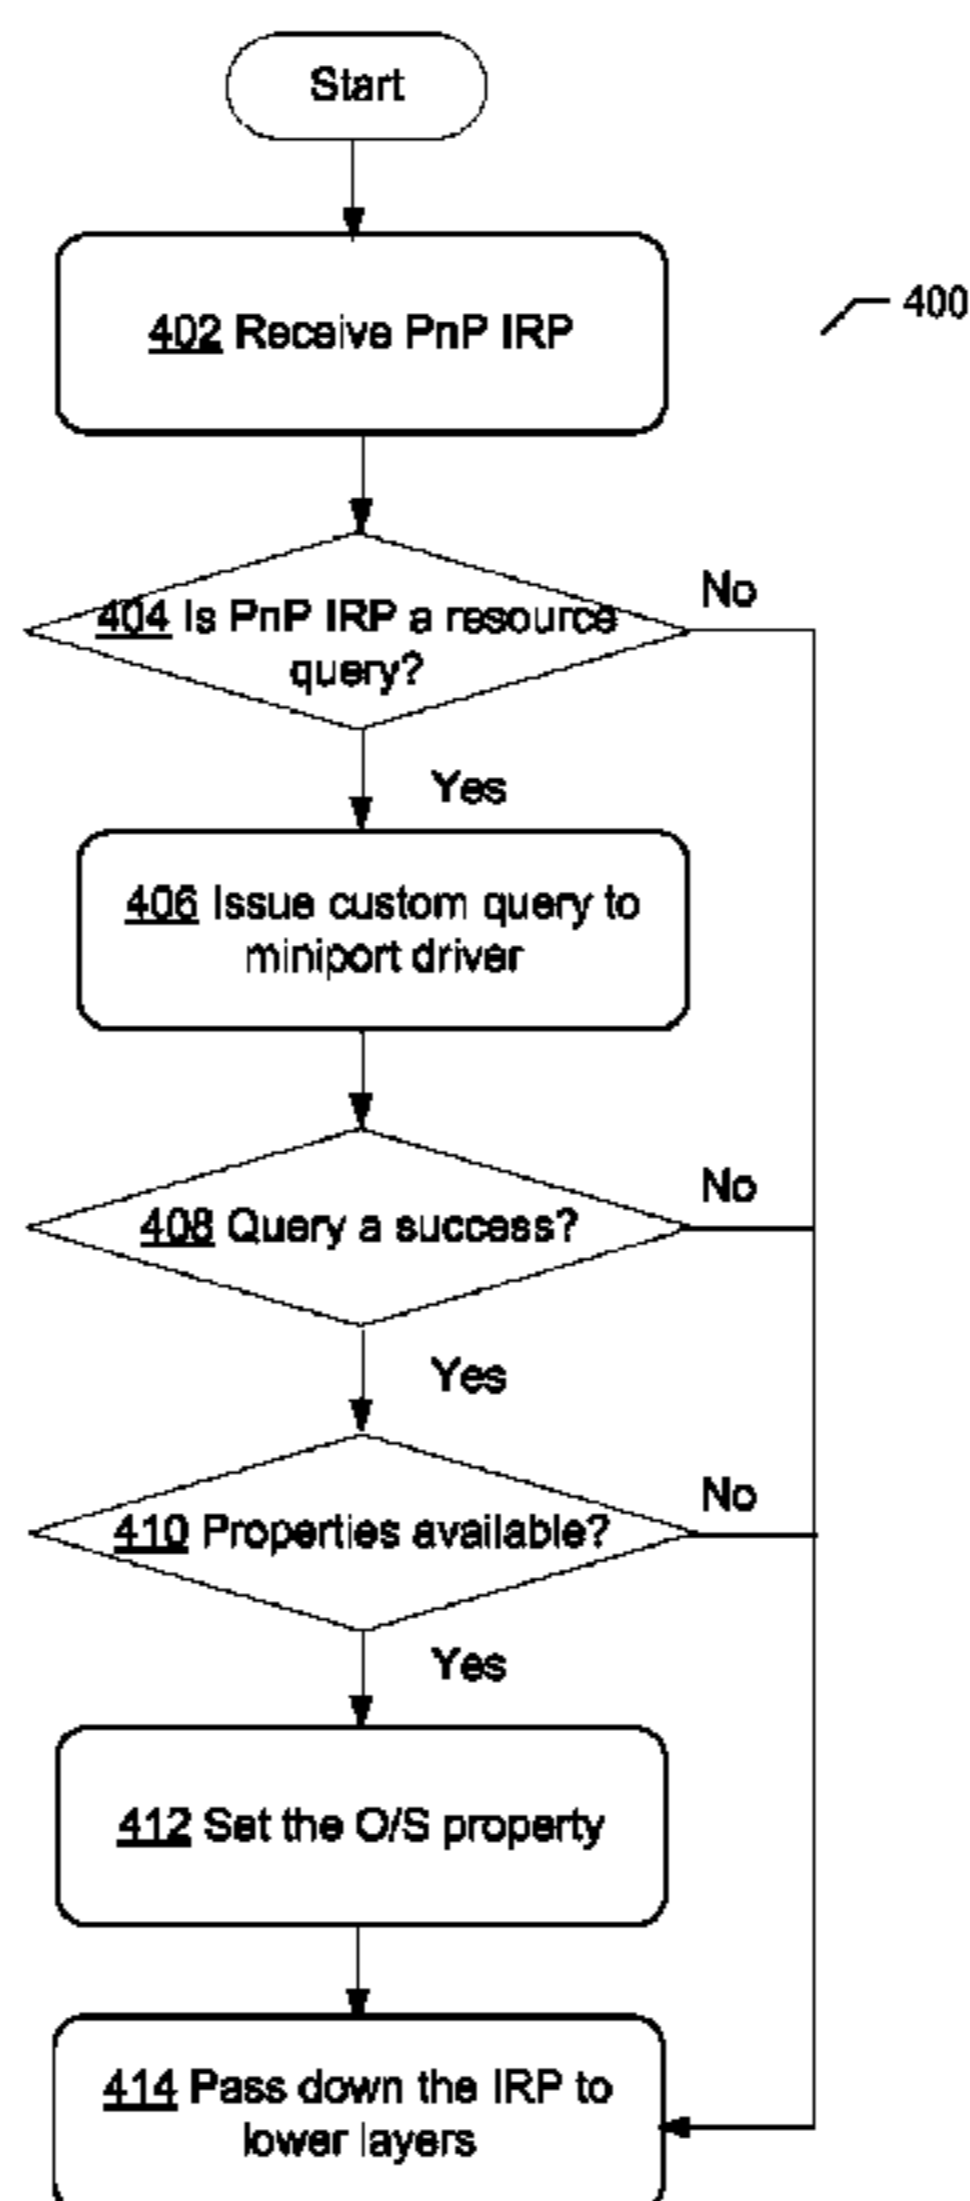 Start
402 Receive PnP IRP
400
404 Is PnP IRP a resource
query?
No
Yes
406 Issue custom query to
miniport driver
408 Query a success?
No
Yes
410 Properties available?
No
Yes
412 Set the O/S property
414 Pass down the IRP to
lower layers